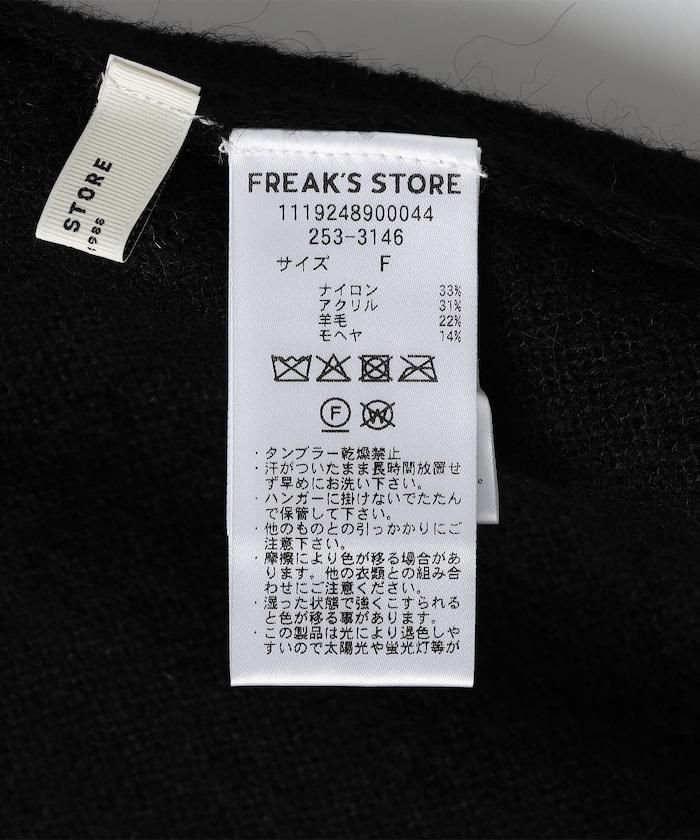 STORE
1986
FREAK'S STORE
1119248900044
253-3146
サイズ F
ナイロン 33%
アクリル 31%
羊毛 22%
モヘヤ 14%
F
W
・タンブラー乾燥禁止
・汗がついたまま長時間放置せ
ず早めにお洗い下さい。
・ハンガーに掛けないでたたん
で保管して下さい。
・他のものとの引っかかりにご
注意下さい。
・摩擦により色が移る場合があ
ります。他の衣類との組み合
わせにご注意ください。
・湿った状態で強くこすられる
と色が移る事があります。
・この製品は光により退色しや
すいので太陽光や蛍光灯等が